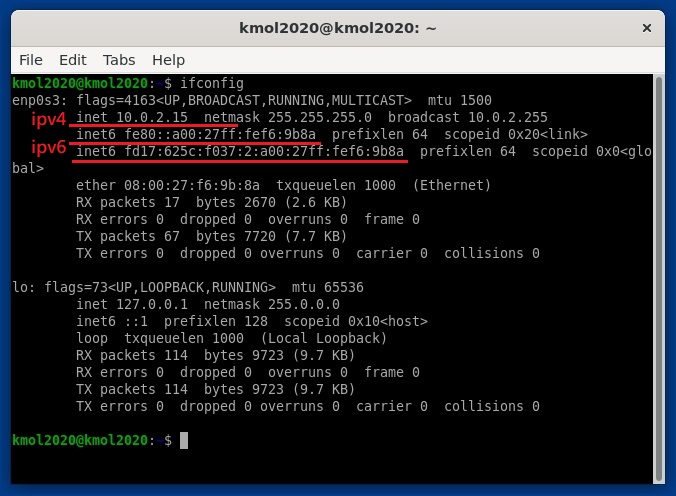 kmol2020@kmol2020: ~ ×
File Edit Tabs Help
kmol2020@kmol2020:~$ ifconfig
enp0s3: flags=4163<UP,BROADCAST,RUNNING,MULTICAST>  mtu 1500
ipv4 inet 10.0.2.15  netmask 255.255.255.0  broadcast 10.0.2.255
inet6 fe80::a00:27ff:fef6:9b8a  prefixlen 64  scopeid 0x20<link>
ipv6 inet6 fd17:625c:f037:2:a00:27ff:fef6:9b8a  prefixlen 64  scopeid 0x0<glo
bal>
ether 08:00:27:f6:9b:8a  txqueuelen 1000  (Ethernet)
RX packets 17  bytes 2670 (2.6 KB)
RX errors 0  dropped 0  overruns 0  frame 0
TX packets 67  bytes 7720 (7.7 KB)
TX errors 0  dropped 0 overruns 0  carrier 0  collisions 0
lo: flags=73<UP,LOOPBACK,RUNNING>  mtu 65536
inet 127.0.0.1  netmask 255.0.0.0
inet6 ::1  prefixlen 128  scopeid 0x10<host>
loop  txqueuelen 1000  (Local Loopback)
RX packets 114  bytes 9723 (9.7 KB)
RX errors 0  dropped 0  overruns 0  frame 0
TX packets 114  bytes 9723 (9.7 KB)
TX errors 0  dropped 0 overruns 0  carrier 0  collisions 0
kmol2020@kmol2020:~$